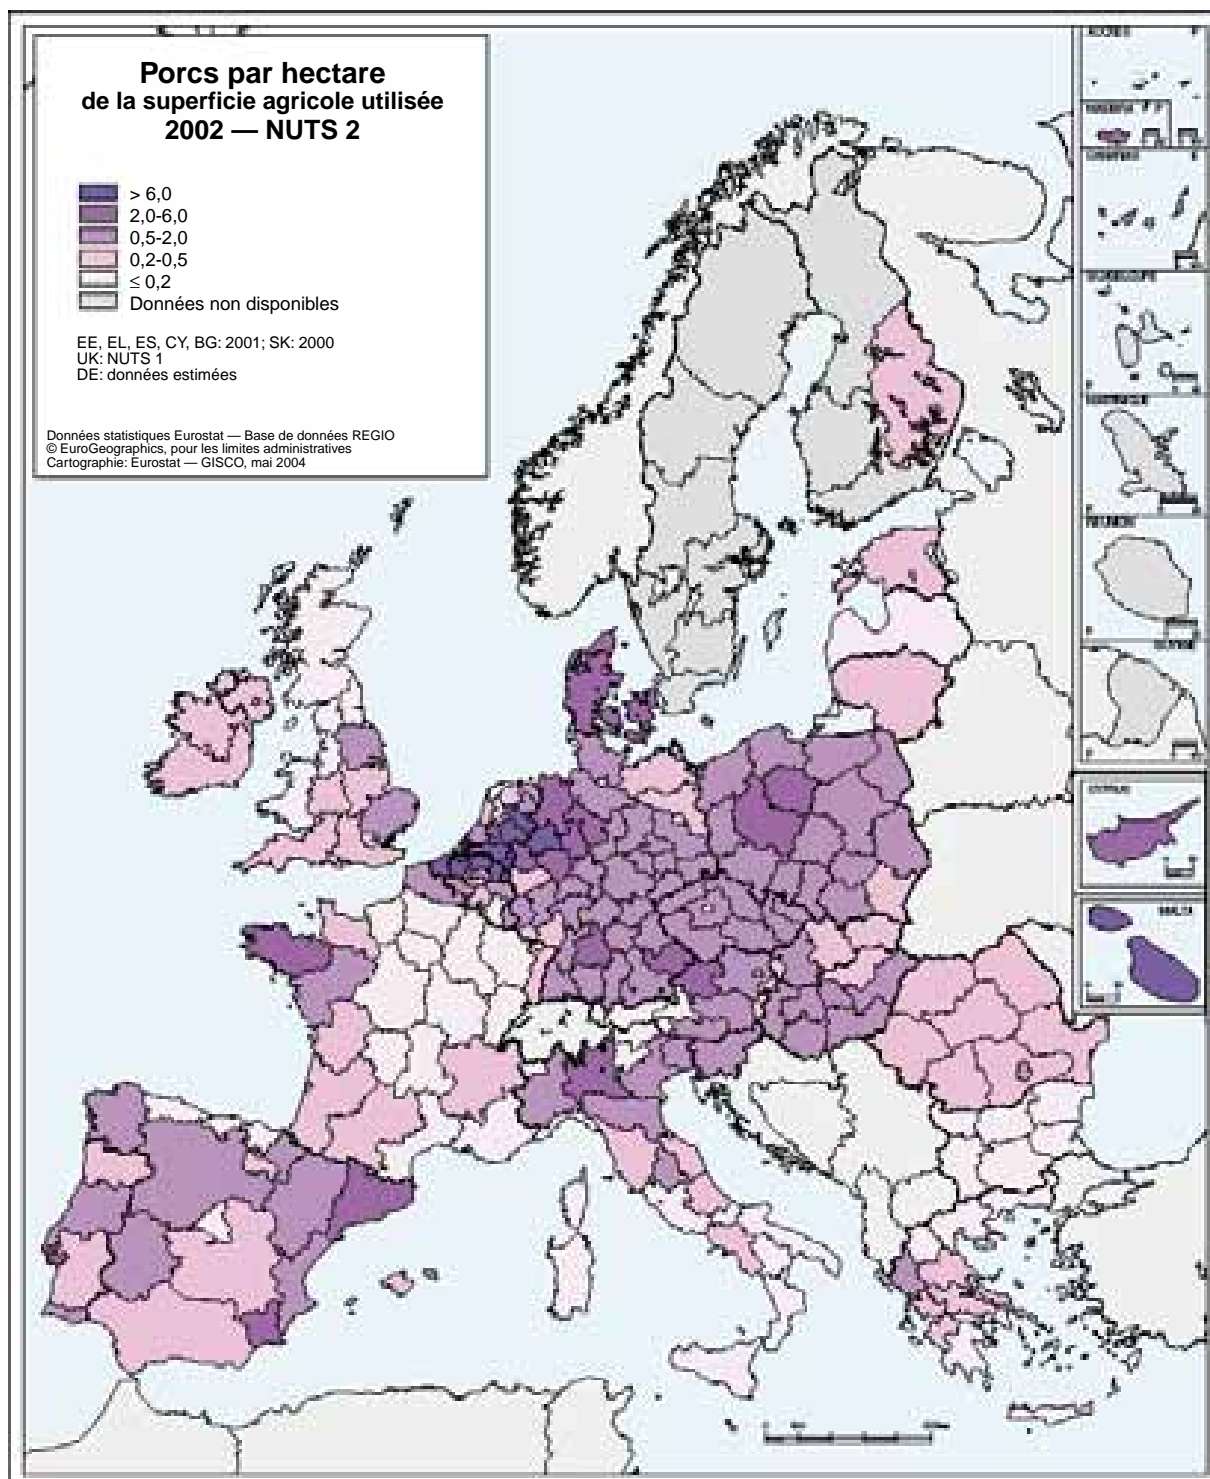 Porcs par hectare
de la superficie agricole utilisée
2002 — NUTS 2
> 6,0
2,0-6,0
0,5-2,0
0,2-0,5
≤ 0,2
Données non disponibles
EE, EL, ES, CY, BG: 2001; SK: 2000
UK: NUTS 1
DE: données estimées
Données statistiques Eurostat — Base de données REGIO
© EuroGeographics, pour les limites administratives
Cartographie: Eurostat — GISCO, mai 2004
GUADELOUPE
CYPRUS
MALTA